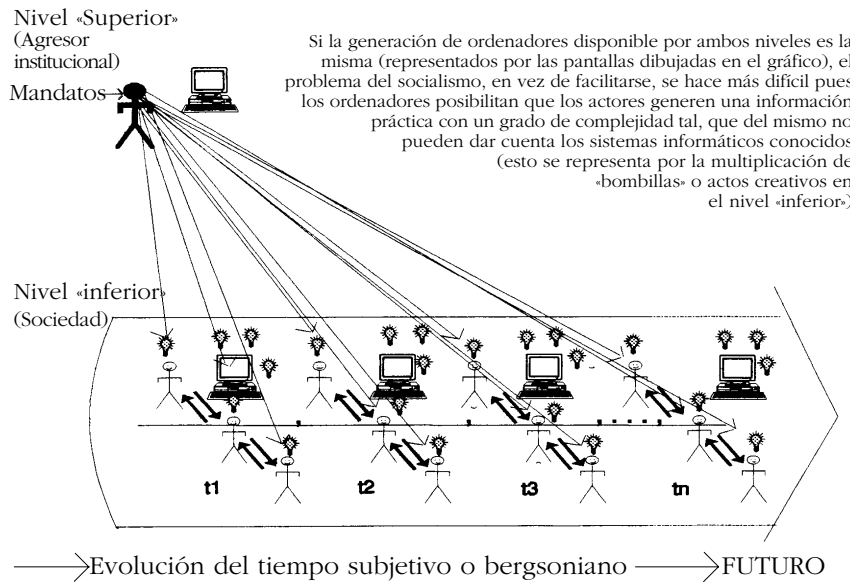 Nivel «Superior»
(Agresor
institucional)
Mandatos
Si la generación de ordenadores disponible por ambos niveles es la
misma (representados por las pantallas dibujadas en el gráfico), el
problema del socialismo, en vez de facilitarse, se hace más difícil pues
los ordenadores posibilitan que los actores generen una información
práctica con un grado de complejidad tal, que del mismo no
pueden dar cuenta los sistemas informáticos conocidos
(esto se representa por la multiplicación de
«bombillas» o actos creativos en
el nivel «inferior»)
Nivel «inferior»
(Sociedad)
t1 t2 t3 tn
Evolución del tiempo subjetivo o bergsoniano FUTURO